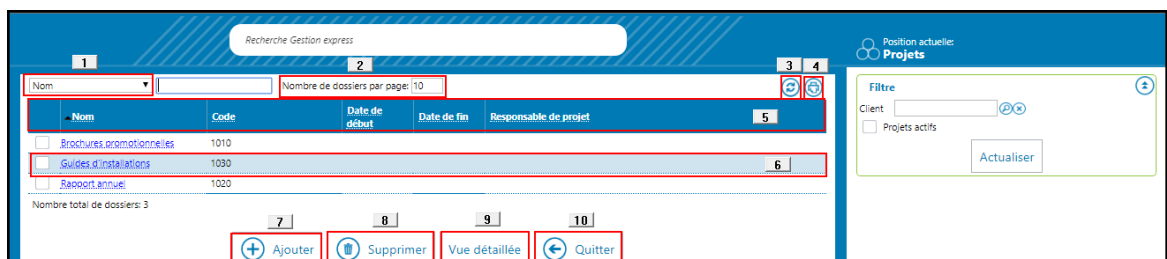 Recherche Gestion express
Position actuelle:
Projets
1
2
3
4
Nom
Nombre de dossiers par page: 10
Filtre
Client
Projets actifs
Actualiser
Nom Code Date de début Date de fin Responsable de projet 5
Brochures promotionnelles 1010
Guides d'installations 1030 6
Rapport annuel 1020
Nombre total de dossiers: 3
7
8
9
10
Ajouter Supprimer Vue détaillée Quitter